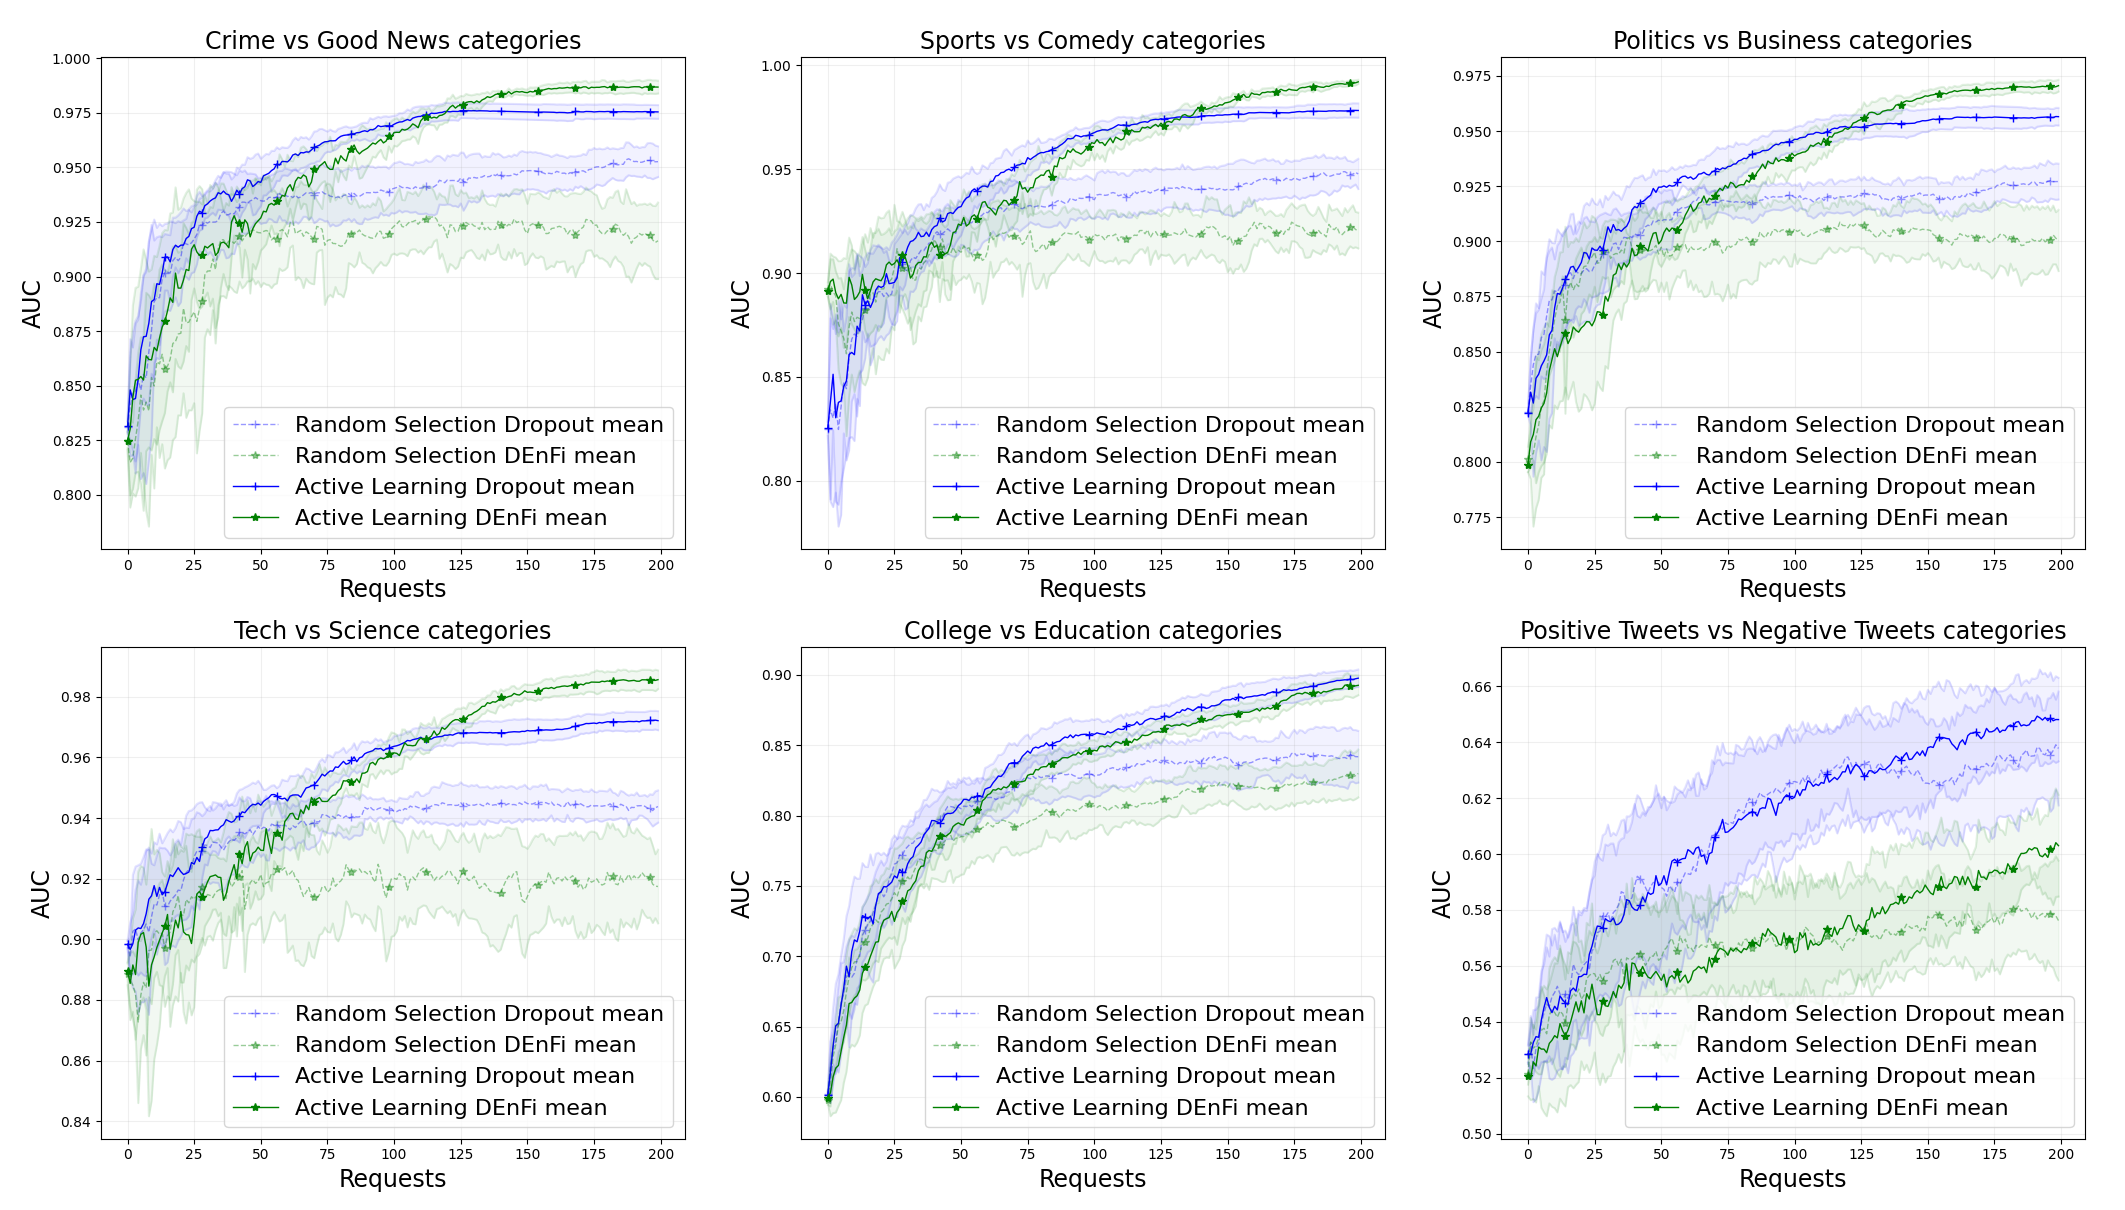 Crime vs Good News categories
1.000
0.975
0.950
0.925
0.900
0.875
0.850
0.825
0.800
AUC
Random Selection Dropout mean
Random Selection DEnFi mean
Active Learning Dropout mean
Active Learning DEnFi mean
0 25 50 75 100 125 150 175 200
Requests
Sports vs Comedy categories
1.00
0.95
0.90
0.85
0.80
AUC
Random Selection Dropout mean
Random Selection DEnFi mean
Active Learning Dropout mean
Active Learning DEnFi mean
0 25 50 75 100 125 150 175 200
Requests
Politics vs Business categories
0.975
0.950
0.925
0.900
0.875
0.850
0.825
0.800
0.775
AUC
Random Selection Dropout mean
Random Selection DEnFi mean
Active Learning Dropout mean
Active Learning DEnFi mean
0 25 50 75 100 125 150 175 200
Requests
Tech vs Science categories
0.98
0.96
0.94
0.92
0.90
0.88
0.86
0.84
AUC
Random Selection Dropout mean
Random Selection DEnFi mean
Active Learning Dropout mean
Active Learning DEnFi mean
0 25 50 75 100 125 150 175 200
Requests
College vs Education categories
0.90
0.85
0.80
0.75
0.70
0.65
0.60
AUC
Random Selection Dropout mean
Random Selection DEnFi mean
Active Learning Dropout mean
Active Learning DEnFi mean
0 25 50 75 100 125 150 175 200
Requests
Positive Tweets vs Negative Tweets categories
0.66
0.64
0.62
0.60
0.58
0.56
0.54
0.52
0.50
AUC
Random Selection Dropout mean
Random Selection DEnFi mean
Active Learning Dropout mean
Active Learning DEnFi mean
0 25 50 75 100 125 150 175 200
Requests